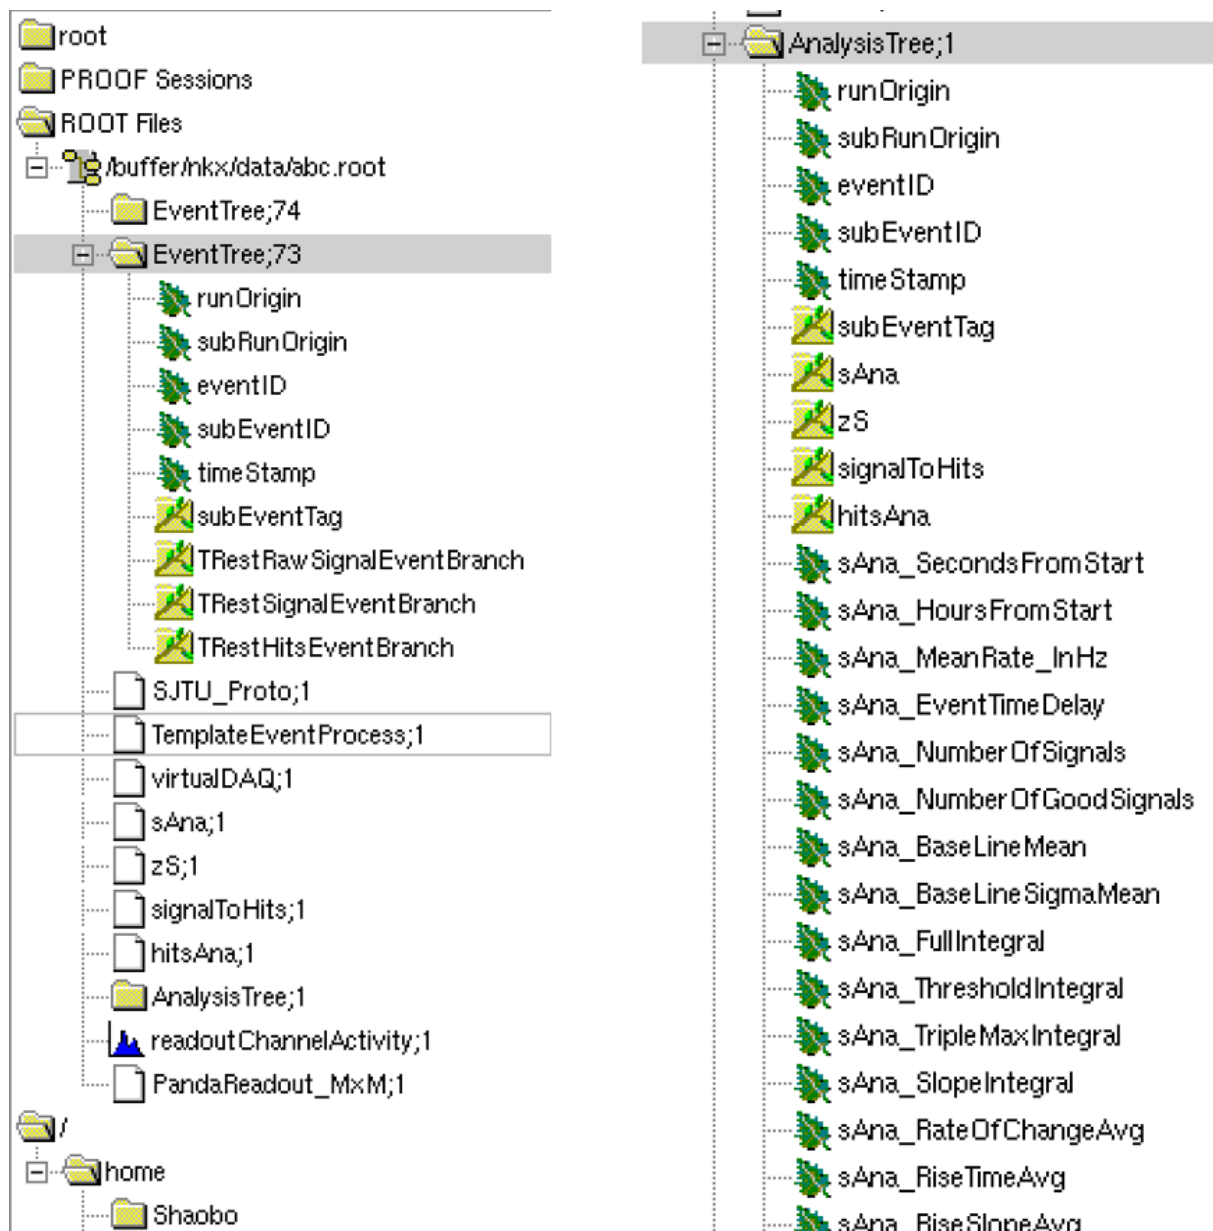 root
PROOF Sessions
ROOT Files
/buffer/nkx/data/abc.root
EventTree;74
EventTree;73
runOrigin
subRunOrigin
eventID
subEventID
timeStamp
subEventTag
TRestRawSignalEventBranch
TRestSignalEventBranch
TRestHitsEventBranch
SJTU_Proto;1
TemplateEventProcess;1
virtualDAQ;1
sAna;1
zS;1
signalToHits;1
hitsAna;1
AnalysisTree;1
readoutChannelActivity;1
PandaReadout_MxM;1
/
home
Shaobo
AnalysisTree;1
runOrigin
subRunOrigin
eventID
subEventID
timeStamp
subEventTag
sAna
zS
signalToHits
hitsAna
sAna_SecondsFromStart
sAna_HoursFromStart
sAna_MeanRate_InHz
sAna_EventTimeDelay
sAna_NumberOfSignals
sAna_NumberOfGoodSignals
sAna_BaseLineMean
sAna_BaseLineSigmaMean
sAna_FullIntegral
sAna_ThresholdIntegral
sAna_TripleMaxIntegral
sAna_SlopeIntegral
sAna_RateOfChangeAvg
sAna_RiseTimeAvg
sAna_RiseSlopeAvg